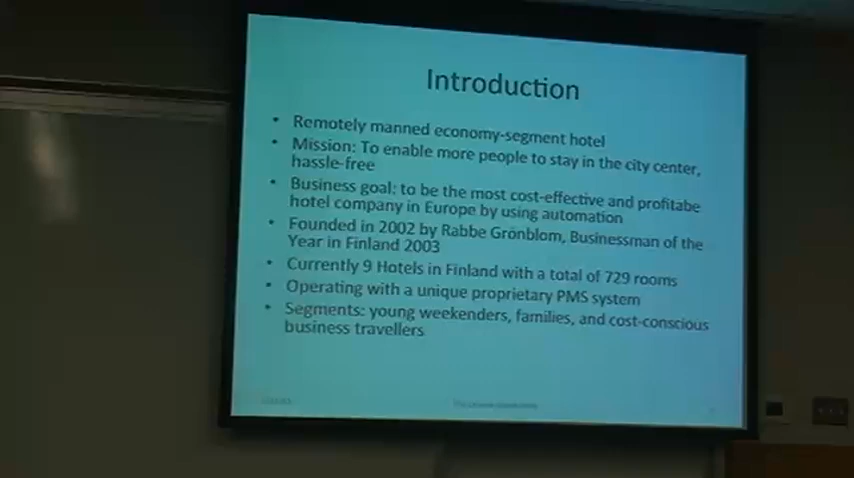 Introduction
• Remotely manned economy-segment hotel
• Mission: To enable more people to stay in the city center,
hassle-free
• Business goal: to be the most cost-effective and profitabe
hotel company in Europe by using automation
• Founded in 2002 by Rabbe Grönblom, Businessman of the
Year in Finland 2003
• Currently 9 Hotels in Finland with a total of 729 rooms
• Operating with a unique proprietary PMS system
• Segments: young weekenders, families, and cost-conscious
business travellers